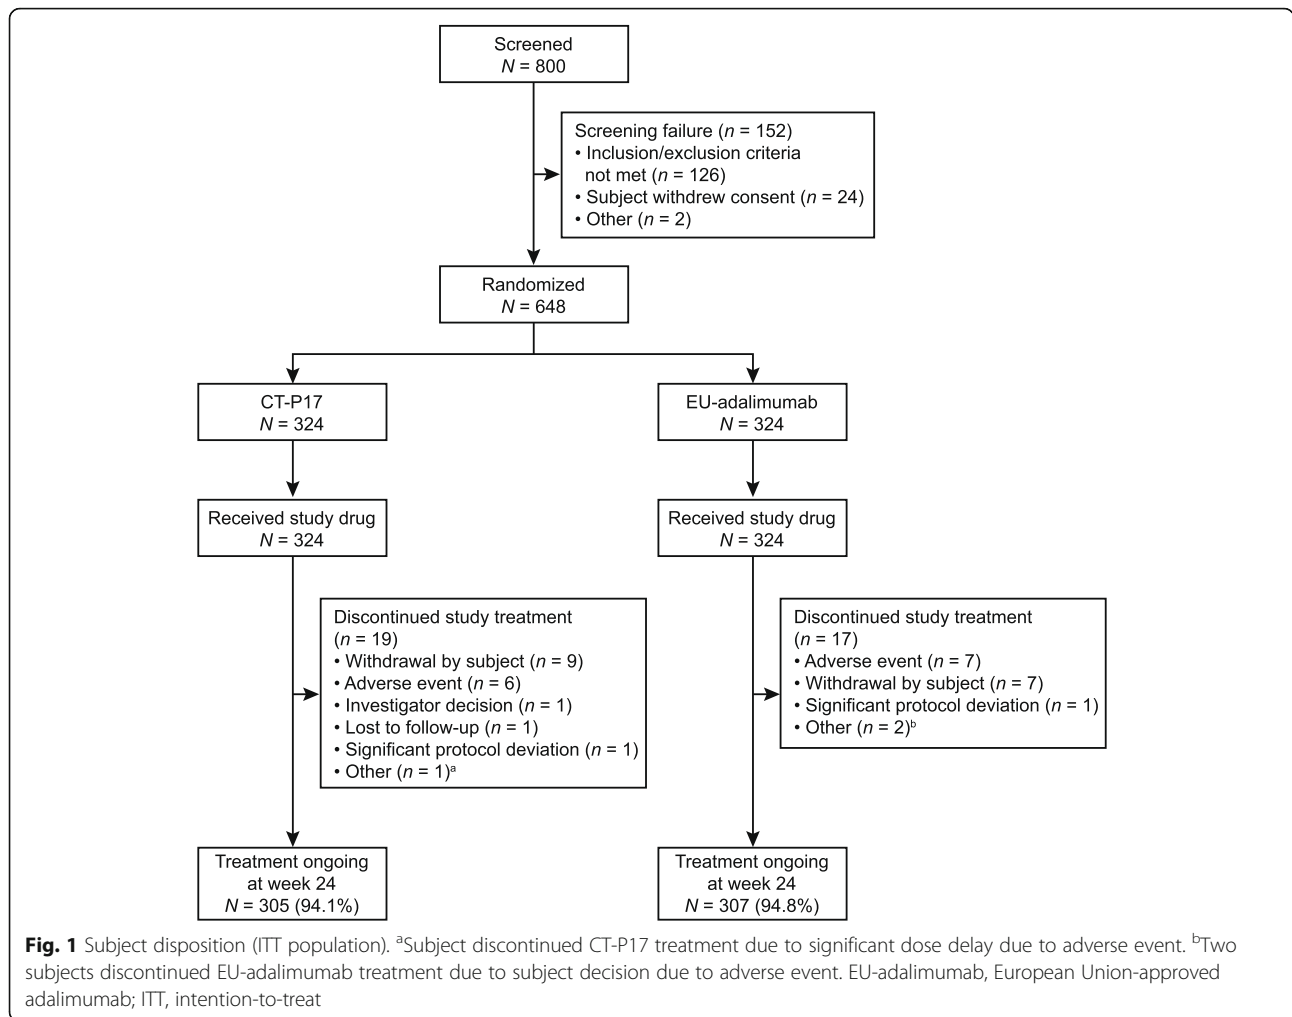 Screened
N = 800
Screening failure (n = 152)
• Inclusion/exclusion criteria
not met (n = 126)
• Subject withdrew consent (n = 24)
• Other (n = 2)
Randomized
N = 648
CT-P17
N = 324
EU-adalimumab
N = 324
Received study drug
N = 324
Received study drug
N = 324
Discontinued study treatment
(n = 19)
• Withdrawal by subject (n = 9)
• Adverse event (n = 6)
• Investigator decision (n = 1)
• Lost to follow-up (n = 1)
• Significant protocol deviation (n = 1)
• Other (n = 1)ᵃ
Discontinued study treatment
(n = 17)
• Adverse event (n = 7)
• Withdrawal by subject (n = 7)
• Significant protocol deviation (n = 1)
• Other (n = 2)ᵇ
Treatment ongoing
at week 24
N = 305 (94.1%)
Treatment ongoing
at week 24
N = 307 (94.8%)
Fig. 1 Subject disposition (ITT population). ᵃSubject discontinued CT-P17 treatment due to significant dose delay due to adverse event. ᵇTwo
subjects discontinued EU-adalimumab treatment due to subject decision due to adverse event. EU-adalimumab, European Union-approved
adalimumab; ITT, intention-to-treat